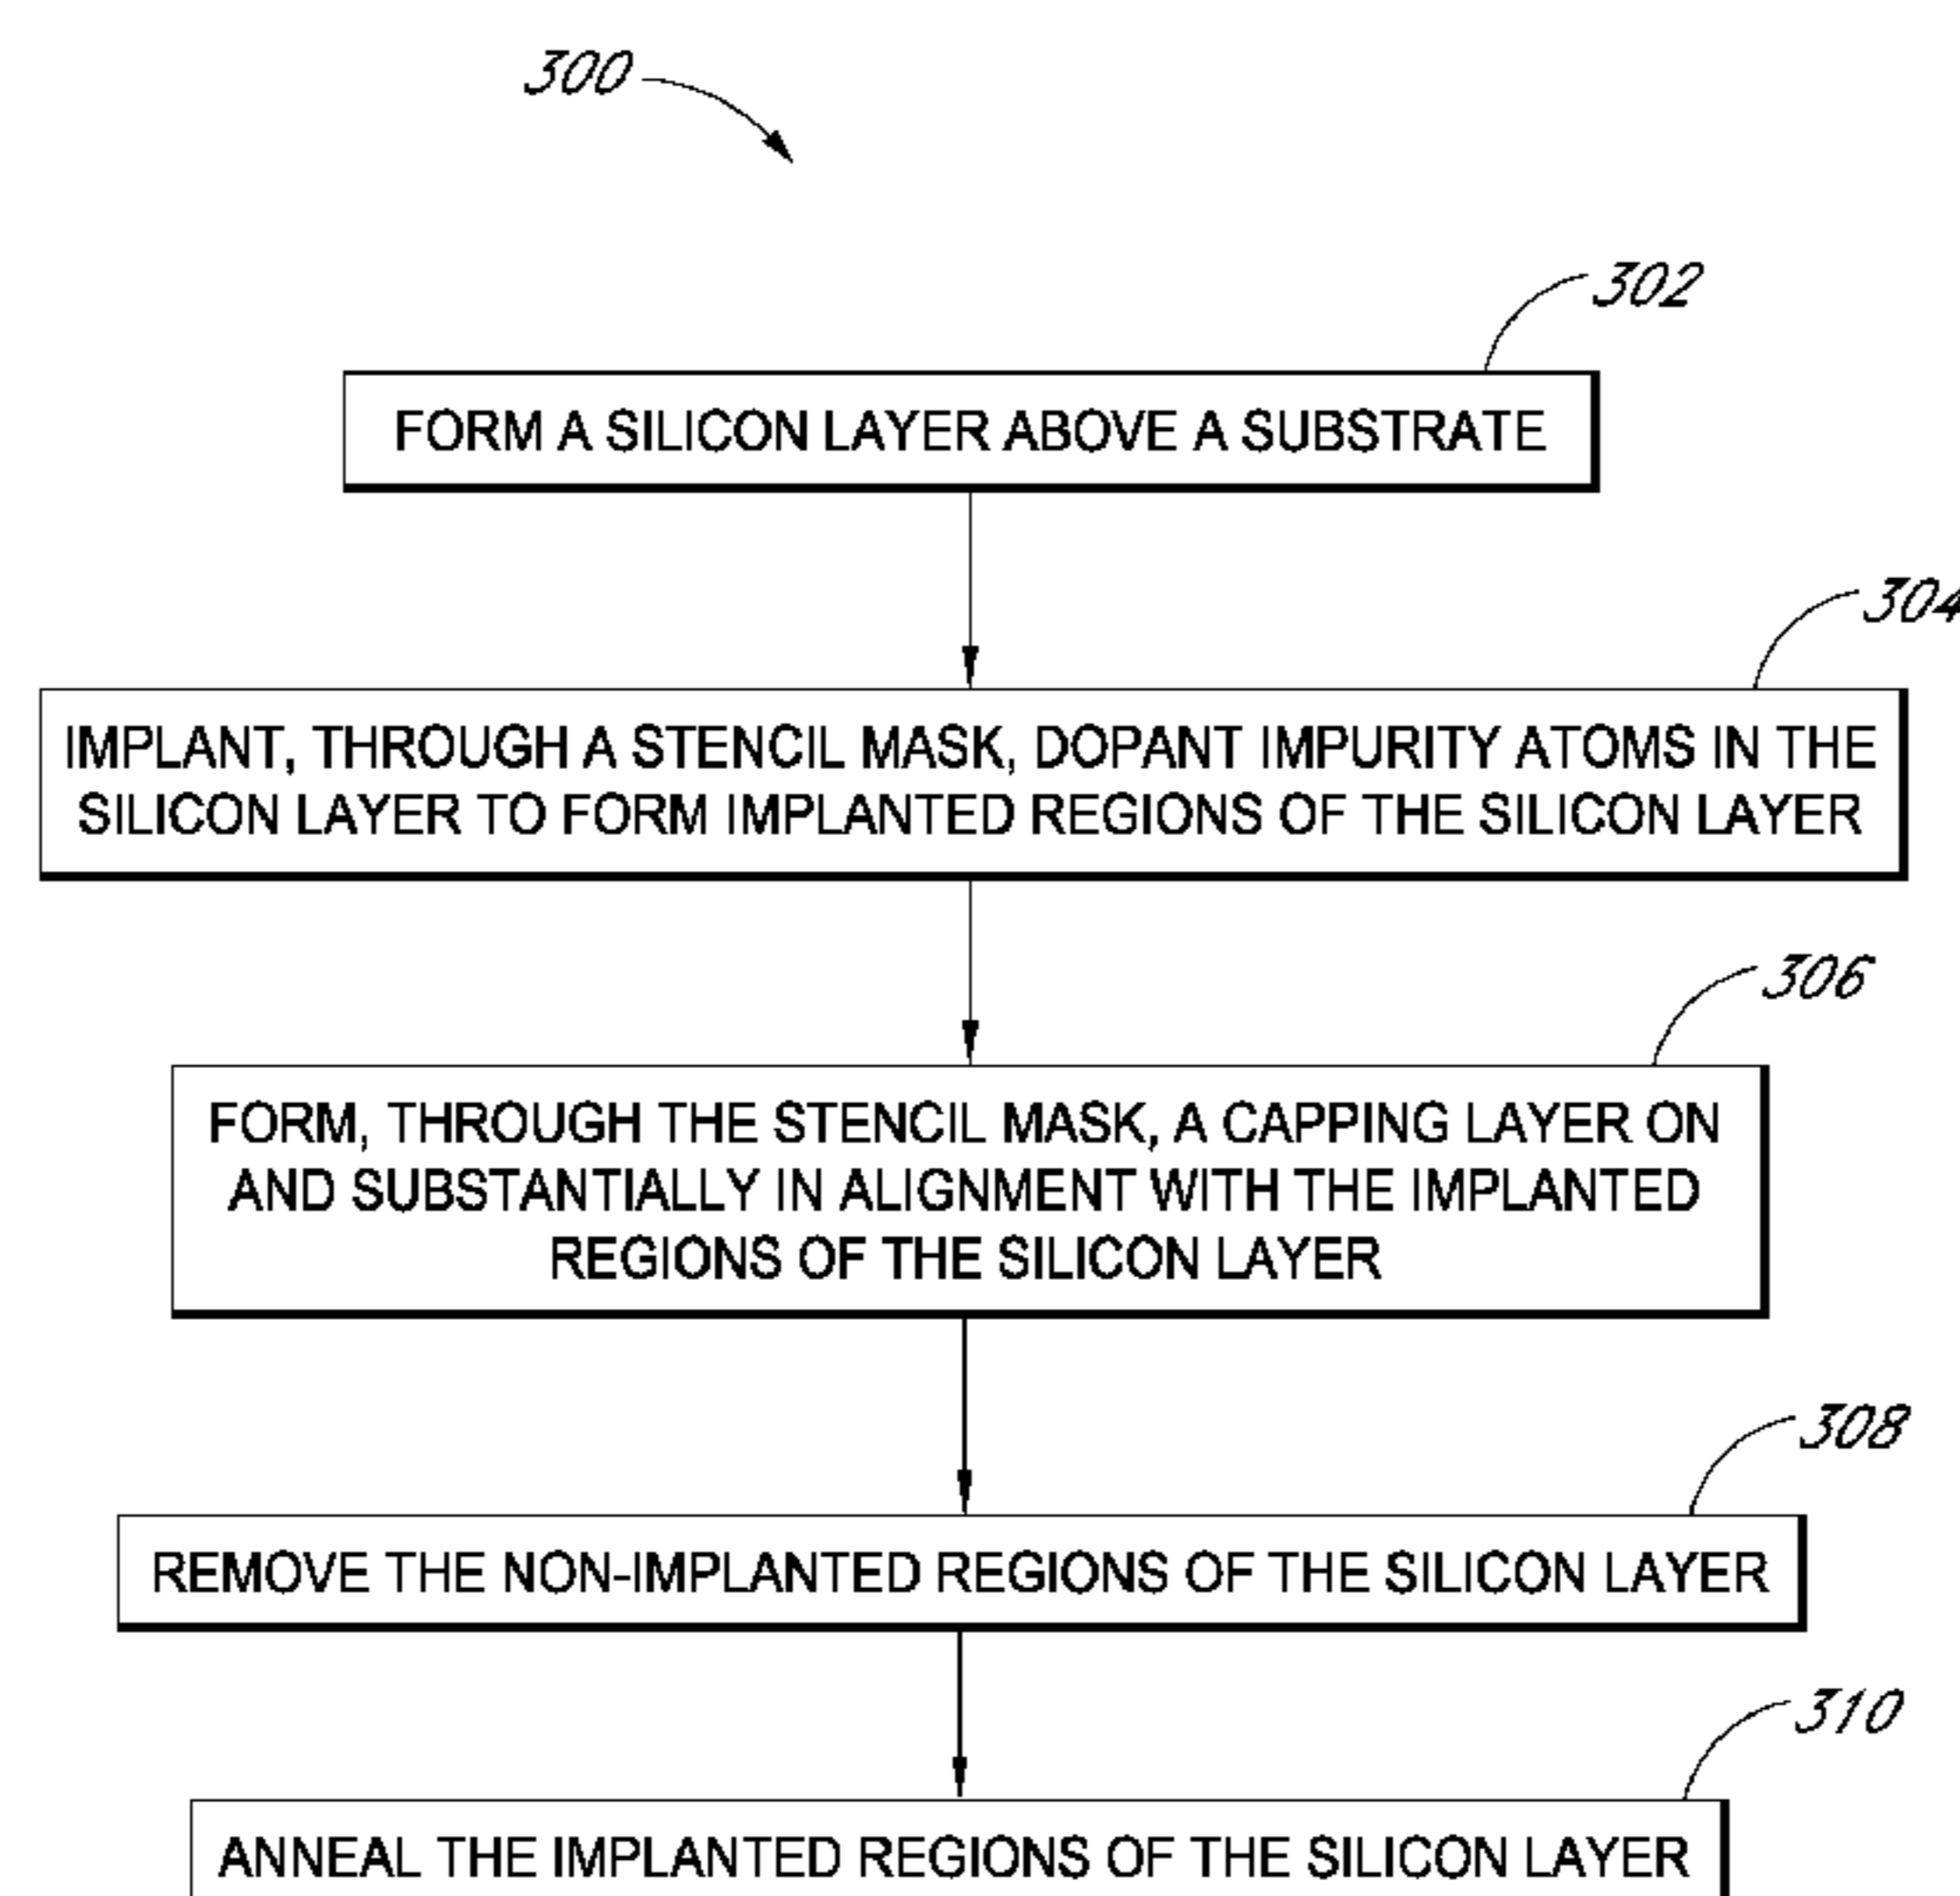 300
302
FORM A SILICON LAYER ABOVE A SUBSTRATE
304
IMPLANT, THROUGH A STENCIL MASK, DOPANT IMPURITY ATOMS IN THE
SILICON LAYER TO FORM IMPLANTED REGIONS OF THE SILICON LAYER
306
FORM, THROUGH THE STENCIL MASK, A CAPPING LAYER ON
AND SUBSTANTIALLY IN ALIGNMENT WITH THE IMPLANTED
REGIONS OF THE SILICON LAYER
308
REMOVE THE NON-IMPLANTED REGIONS OF THE SILICON LAYER
310
ANNEAL THE IMPLANTED REGIONS OF THE SILICON LAYER